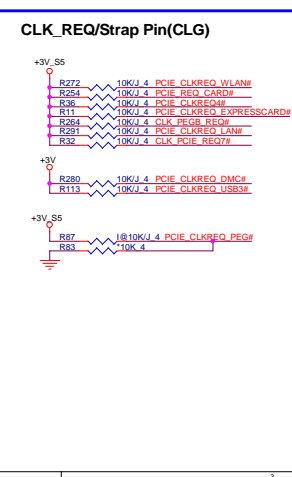 CLK_REQ/Strap Pin(CLG)
+3V_S5
R272 10K/J_4 PCIE_CLKREQ_WLAN#
R254 10K/J_4 PCIE_REQ_CARD#
R36 10K/J_4 PCIE_CLKREQ4#
R11 10K/J_4 PCIE_CLKREQ_EXPRESSCARD#
R264 10K/J_4 CLK_PEGB_REQ#
R291 10K/J_4 PCIE_CLKREQ_LAN#
R32 10K/J_4 CLK_PCIE_REQ7#
+3V
R280 10K/J_4 PCIE_CLKREQ_DMC#
R113 10K/J_4 PCIE_CLKREQ_USB3#
+3V_S5
R87 I@10K/J_4 PCIE_CLKREQ_PEG#
R83 *10K_4